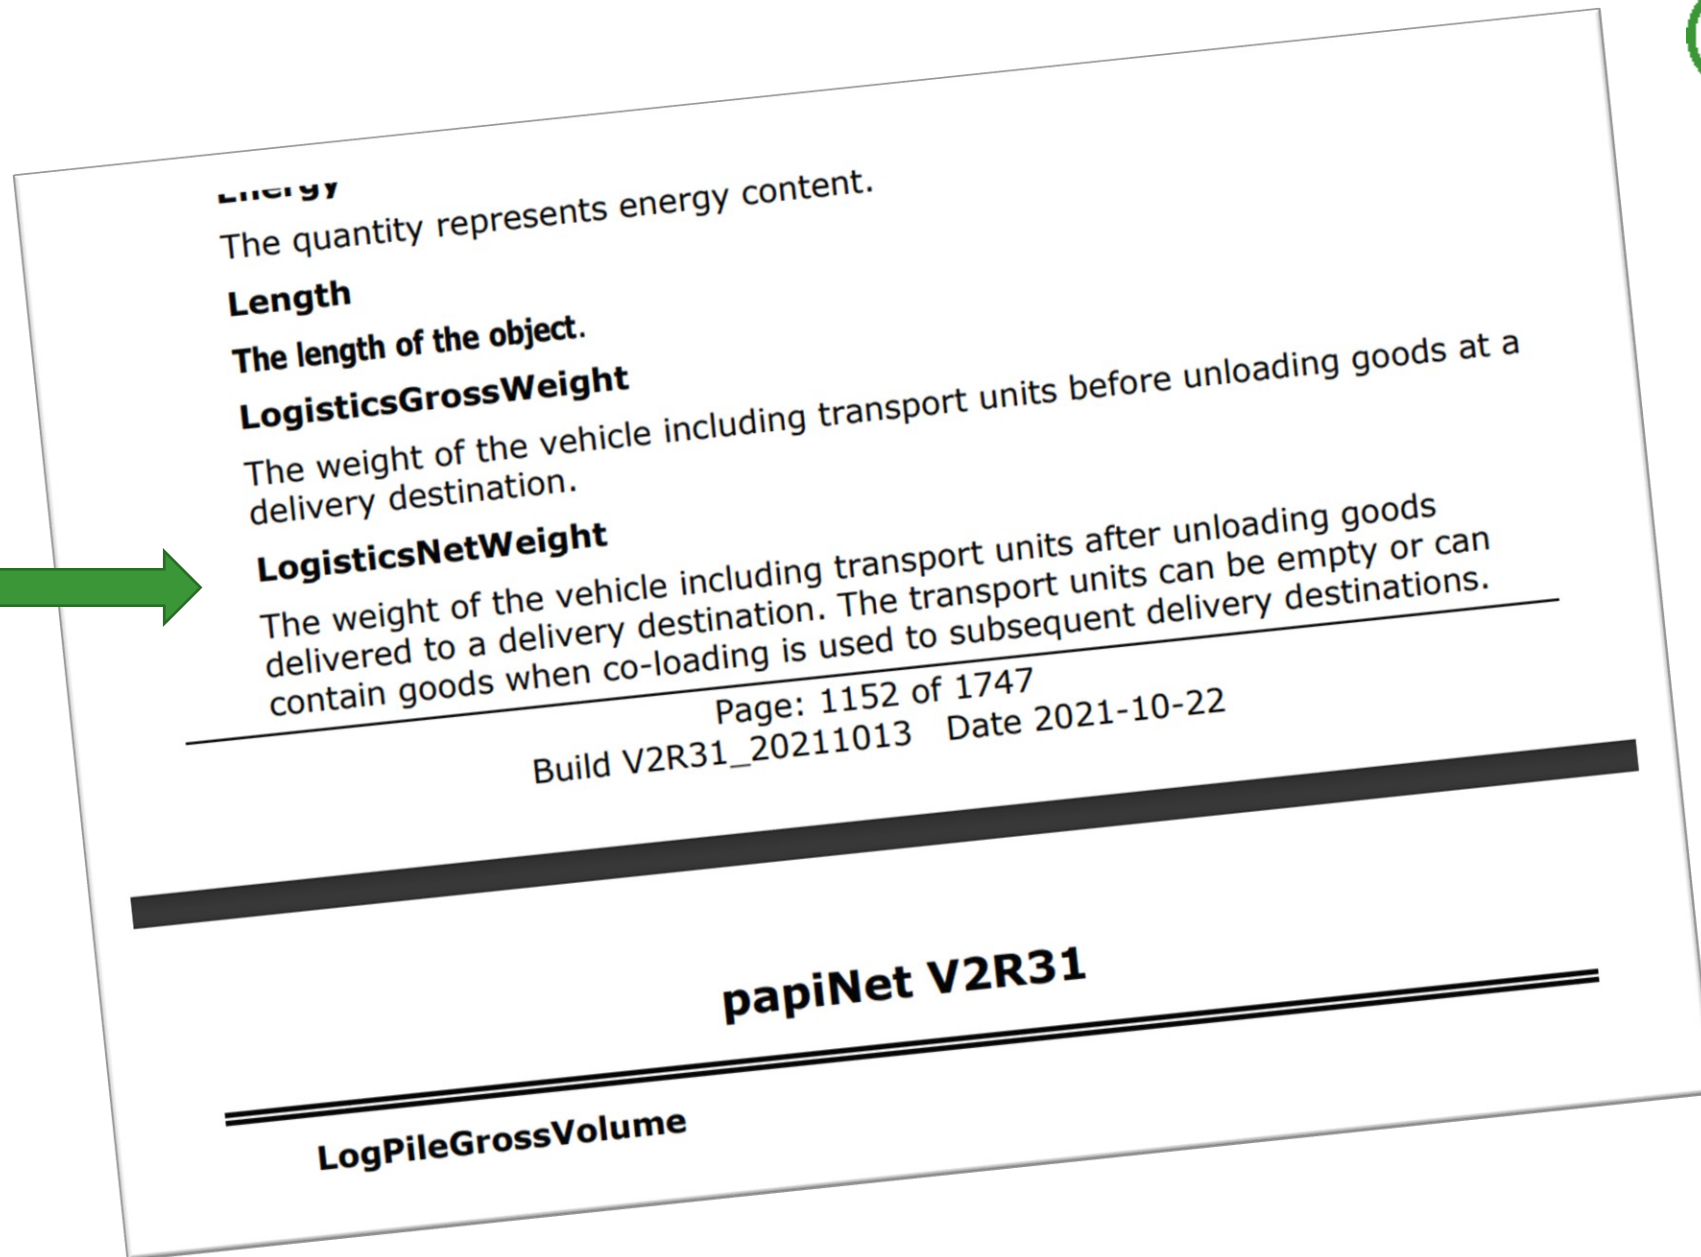 Energy
The quantity represents energy content.
Length
The length of the object.
LogisticsGrossWeight
The weight of the vehicle including transport units before unloading goods at a
delivery destination.
LogisticsNetWeight
The weight of the vehicle including transport units after unloading goods
delivered to a delivery destination. The transport units can be empty or can
contain goods when co-loading is used to subsequent delivery destinations.
Page: 1152 of 1747
Build V2R31_20211013 Date 2021-10-22
papiNet V2R31
LogPileGrossVolume